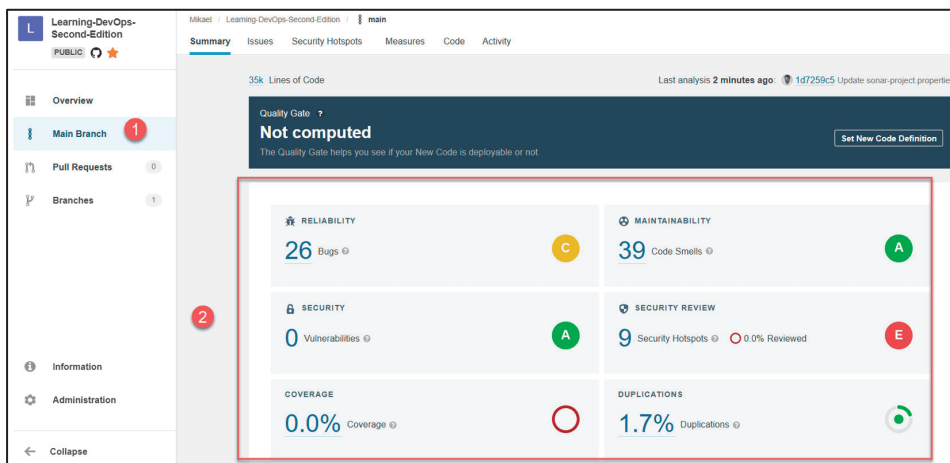 L
Learning-DevOps-
Second-Edition
PUBLIC
Overview
Main Branch
1
Pull Requests
0
Branches
1
Information
Administration
Collapse
Mikael / Learning-DevOps-Second-Edition / main
Summary Issues Security Hotspots Measures Code Activity
35k Lines of Code
Last analysis 2 minutes ago: 1d7259c5 Update sonar-project.propertie
Quality Gate ?
Not computed
The Quality Gate helps you see if your New Code is deployable or not.
Set New Code Definition
2
RELIABILITY
26 Bugs ?
C
MAINTAINABILITY
39 Code Smells ?
A
SECURITY
0 Vulnerabilities ?
A
SECURITY REVIEW
9 Security Hotspots ? 0.0% Reviewed
E
COVERAGE
0.0% Coverage ?
DUPLICATIONS
1.7% Duplications ?